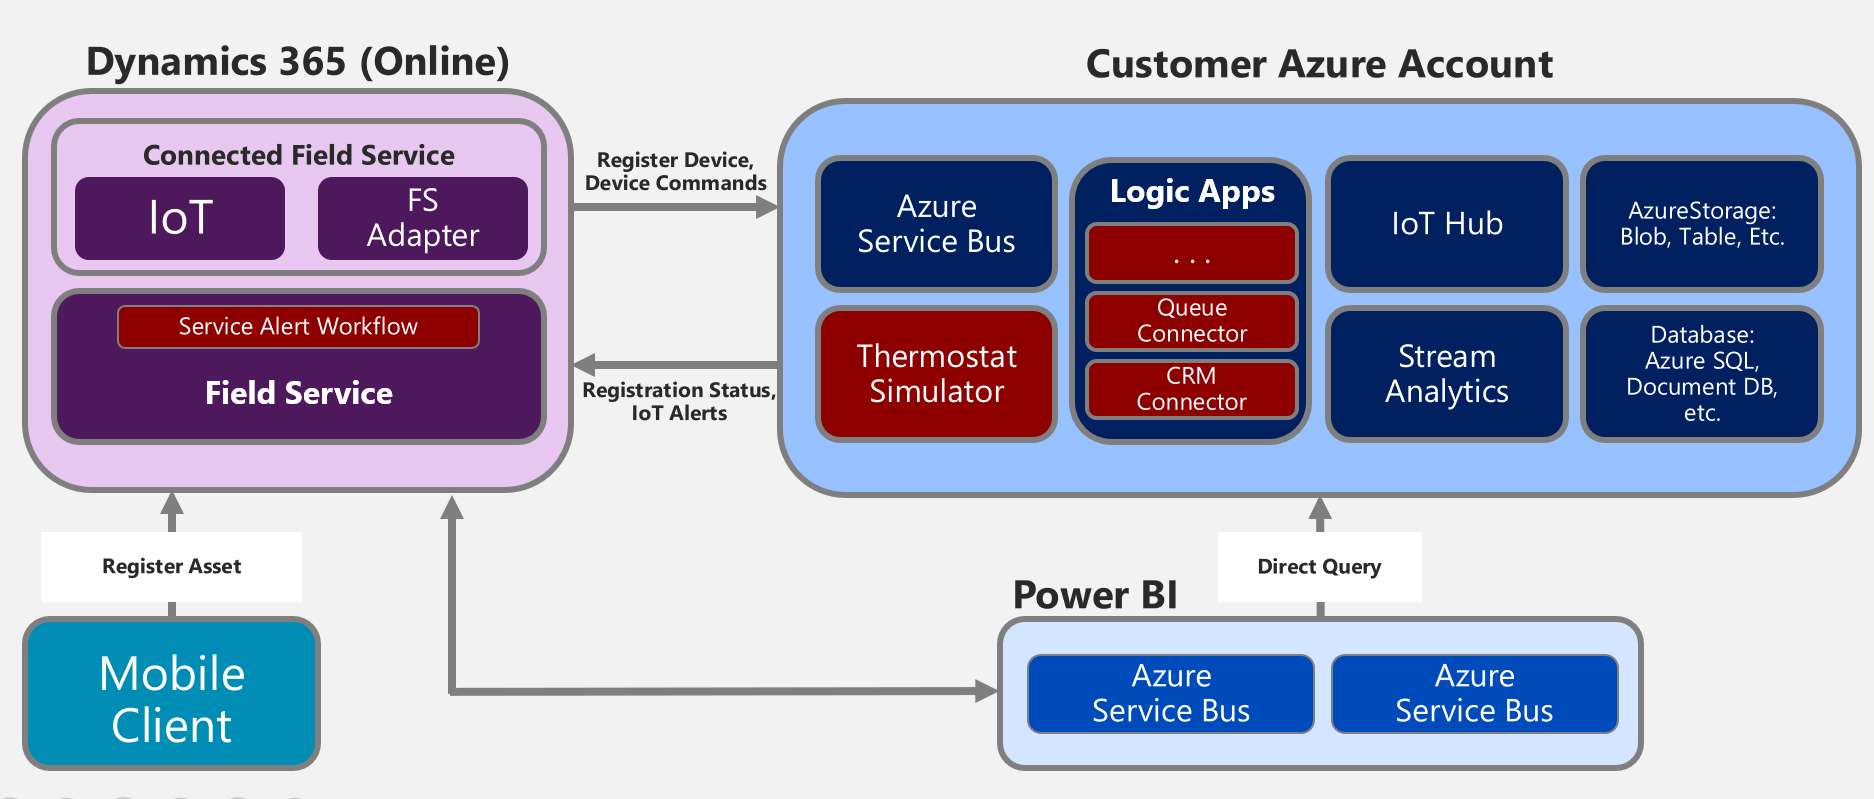 Dynamics 365 (Online)
Customer Azure Account
Connected Field Service
IoT
FS
Adapter
Service Alert Workflow
Field Service
Register Device,
Device Commands
Registration Status,
IoT Alerts
Azure
Service Bus
Thermostat
Simulator
Logic Apps
. . .
Queue
Connector
CRM
Connector
IoT Hub
Stream
Analytics
AzureStorage:
Blob, Table, Etc.
Database:
Azure SQL,
Document DB,
etc.
Register Asset
Mobile
Client
Direct Query
Power BI
Azure
Service Bus
Azure
Service Bus